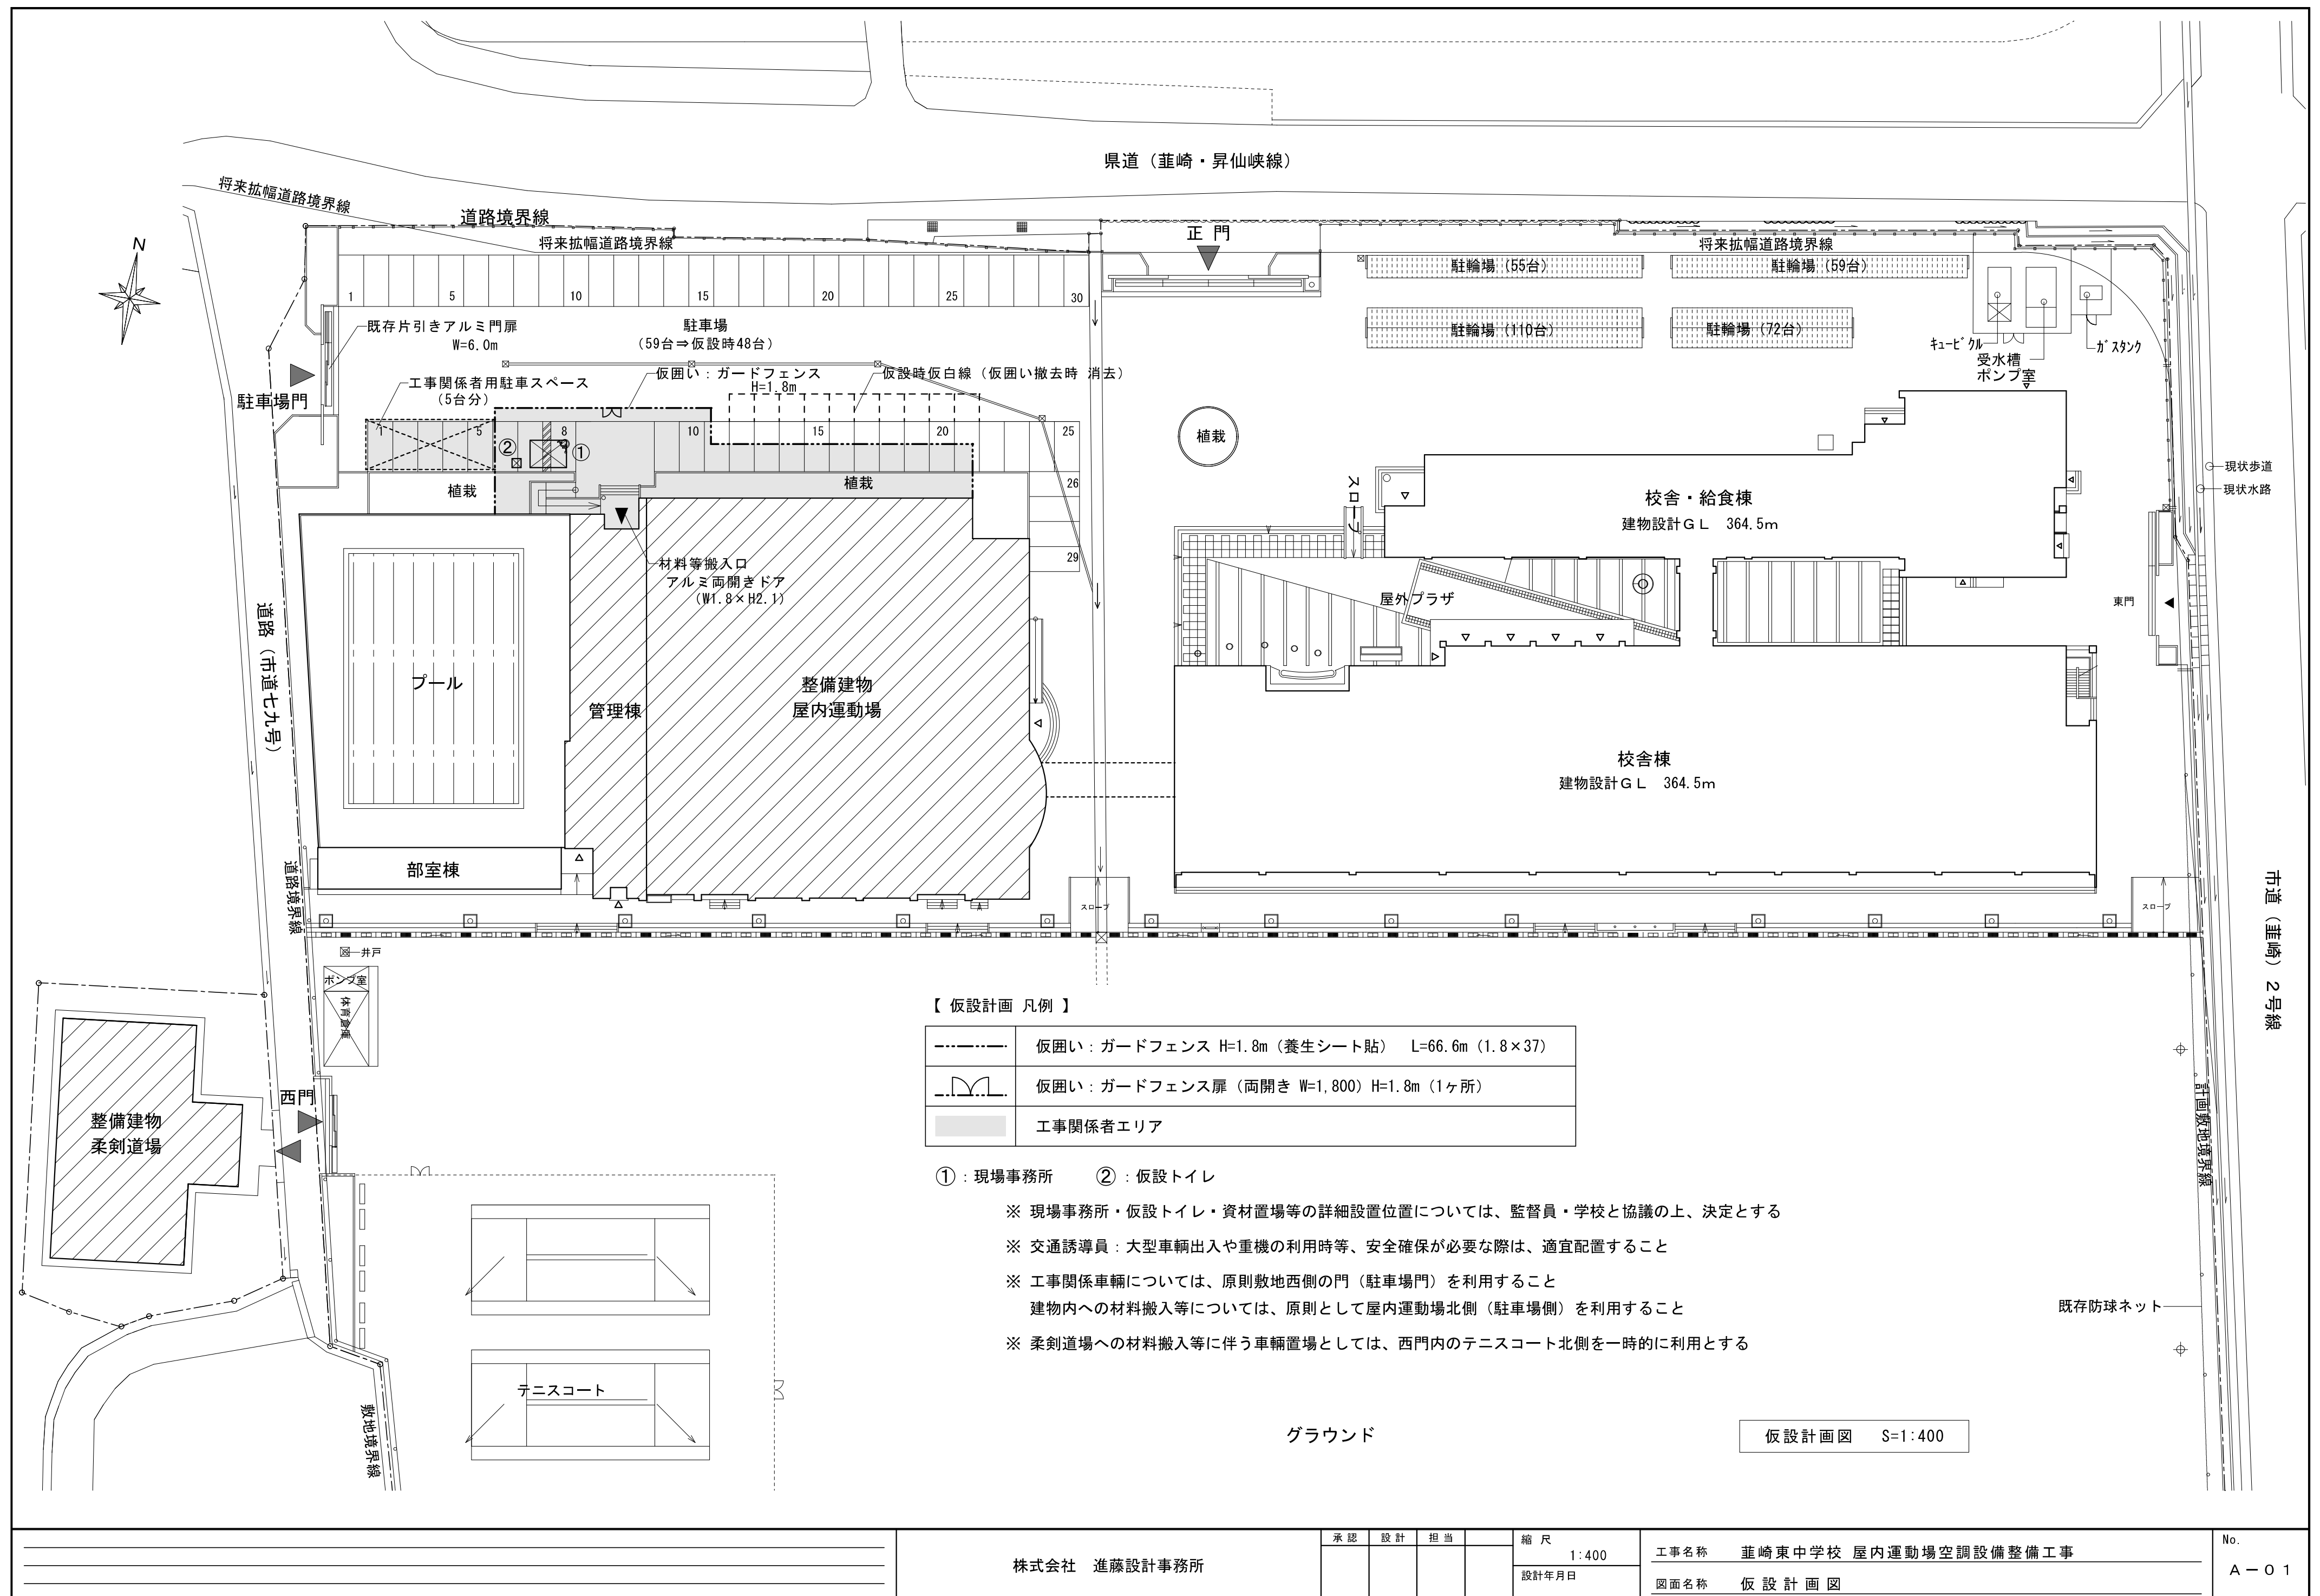 県道（韮崎・昇仙峡線）
将来拡幅道路境界線
道路境界線
将来拡幅道路境界線
正 門
将来拡幅道路境界線
N
駐輪場（55台）
駐輪場（59台）
1
5
10
15
20
25
30
既存片引きアルミ門扉
W=6.0m
駐車場
（59台⇒仮設時48台）
駐輪場（110台）
駐輪場（72台）
キュービクル
受水槽
ポンプ室
ガスタンク
工事関係者用駐車スペース
（5台分）
仮囲い：ガードフェンス
H=1.8m
仮設時仮白線（仮囲い撤去時 消去）
駐車場門
1
5
8
10
15
20
25
②
①
植栽
植栽
植栽
26
29
スロープ
校舎・給食棟
建物設計ＧＬ　364.5m
現状歩道
現状水路
材料等搬入口
アルミ両開きドア
（W1.8×H2.1）
屋外プラザ
東門
道路（市道七九号）
プール
管理棟
整備建物
屋内運動場
校舎棟
建物設計ＧＬ　364.5m
部室棟
道路境界線
スロープ
スロープ
市道（韮崎）２号線
井戸
ポンプ室
体育倉庫
西門
整備建物
柔剣道場
【 仮設計画 凡例 】
仮囲い：ガードフェンス H=1.8m（養生シート貼）　L=66.6m（1.8×37）
仮囲い：ガードフェンス扉（両開き W=1,800）H=1.8m（1ヶ所）
工事関係者エリア
①：現場事務所　　②：仮設トイレ
※ 現場事務所・仮設トイレ・資材置場等の詳細設置位置については、監督員・学校と協議の上、決定とする
※ 交通誘導員：大型車輌出入や重機の利用時等、安全確保が必要な際は、適宜配置すること
※ 工事関係車輌については、原則敷地西側の門（駐車場門）を利用すること
建物内への材料搬入等については、原則として屋内運動場北側（駐車場側）を利用すること
※ 柔剣道場への材料搬入等に伴う車輌置場としては、西門内のテニスコート北側を一時的に利用とする
計画敷地境界線
既存防球ネット
テニスコート
敷地境界線
グラウンド
仮設計画図　S=1:400
株式会社　進藤設計事務所
承認
設計
担当
縮 尺
1:400
設計年月日
工事名称　韮崎東中学校 屋内運動場空調設備整備工事
図面名称　仮設計画図
No.
Ａ－０１